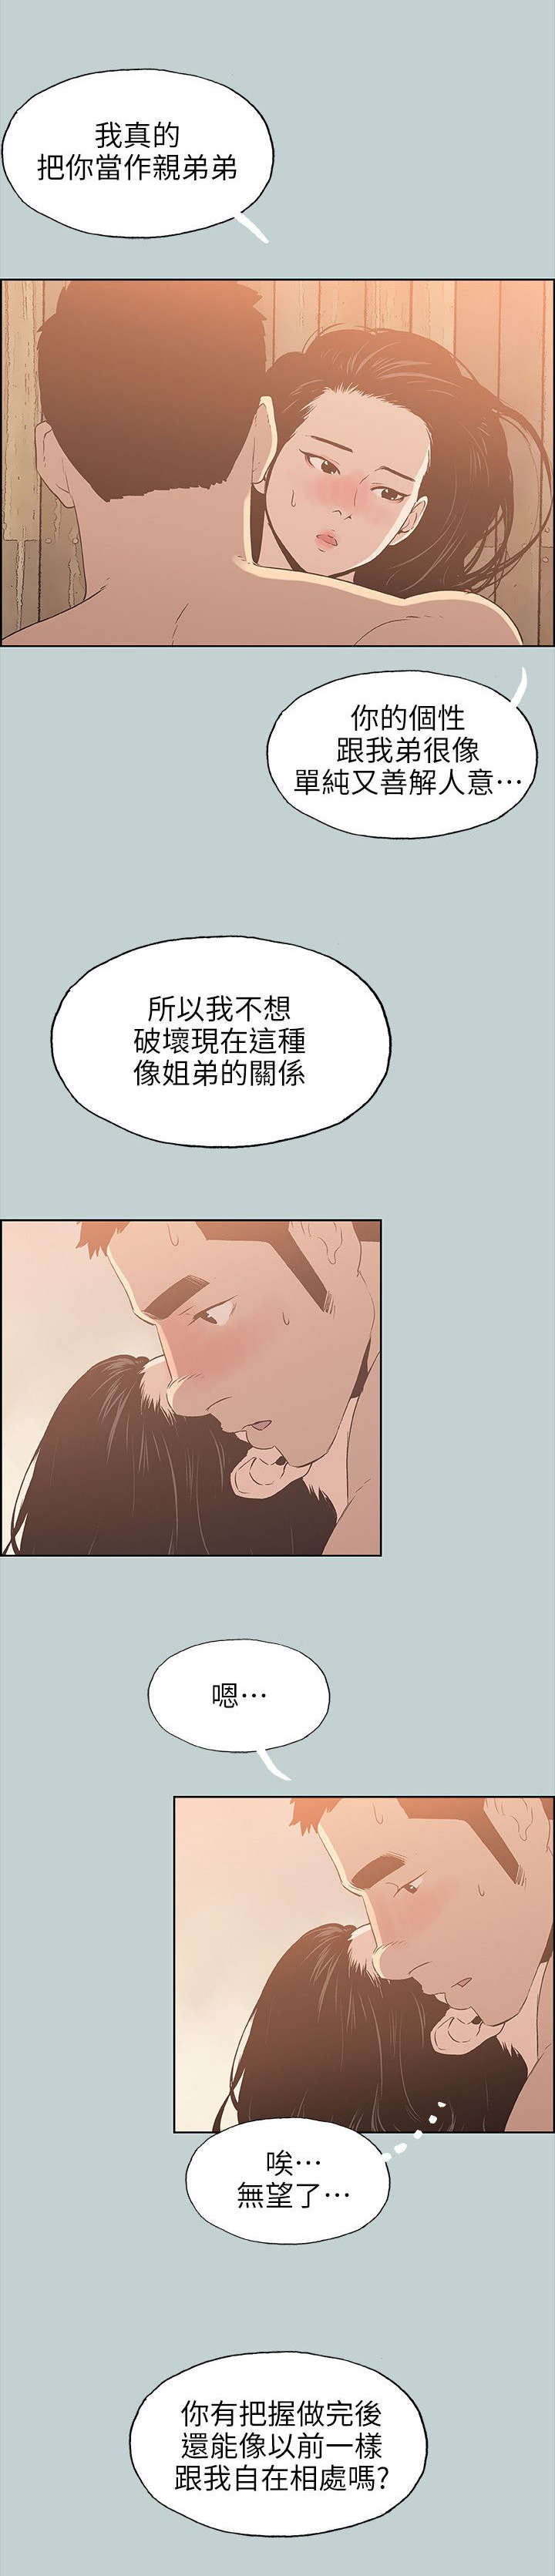 我真的
把你當作親弟弟
你的個性
跟我弟很像
單純又善解人意…
所以我不想
破壞現在這種
像姐弟的關係
嗯…
唉…
無望了…
你有把握做完後
還能像以前一樣
跟我自在相處嗎?